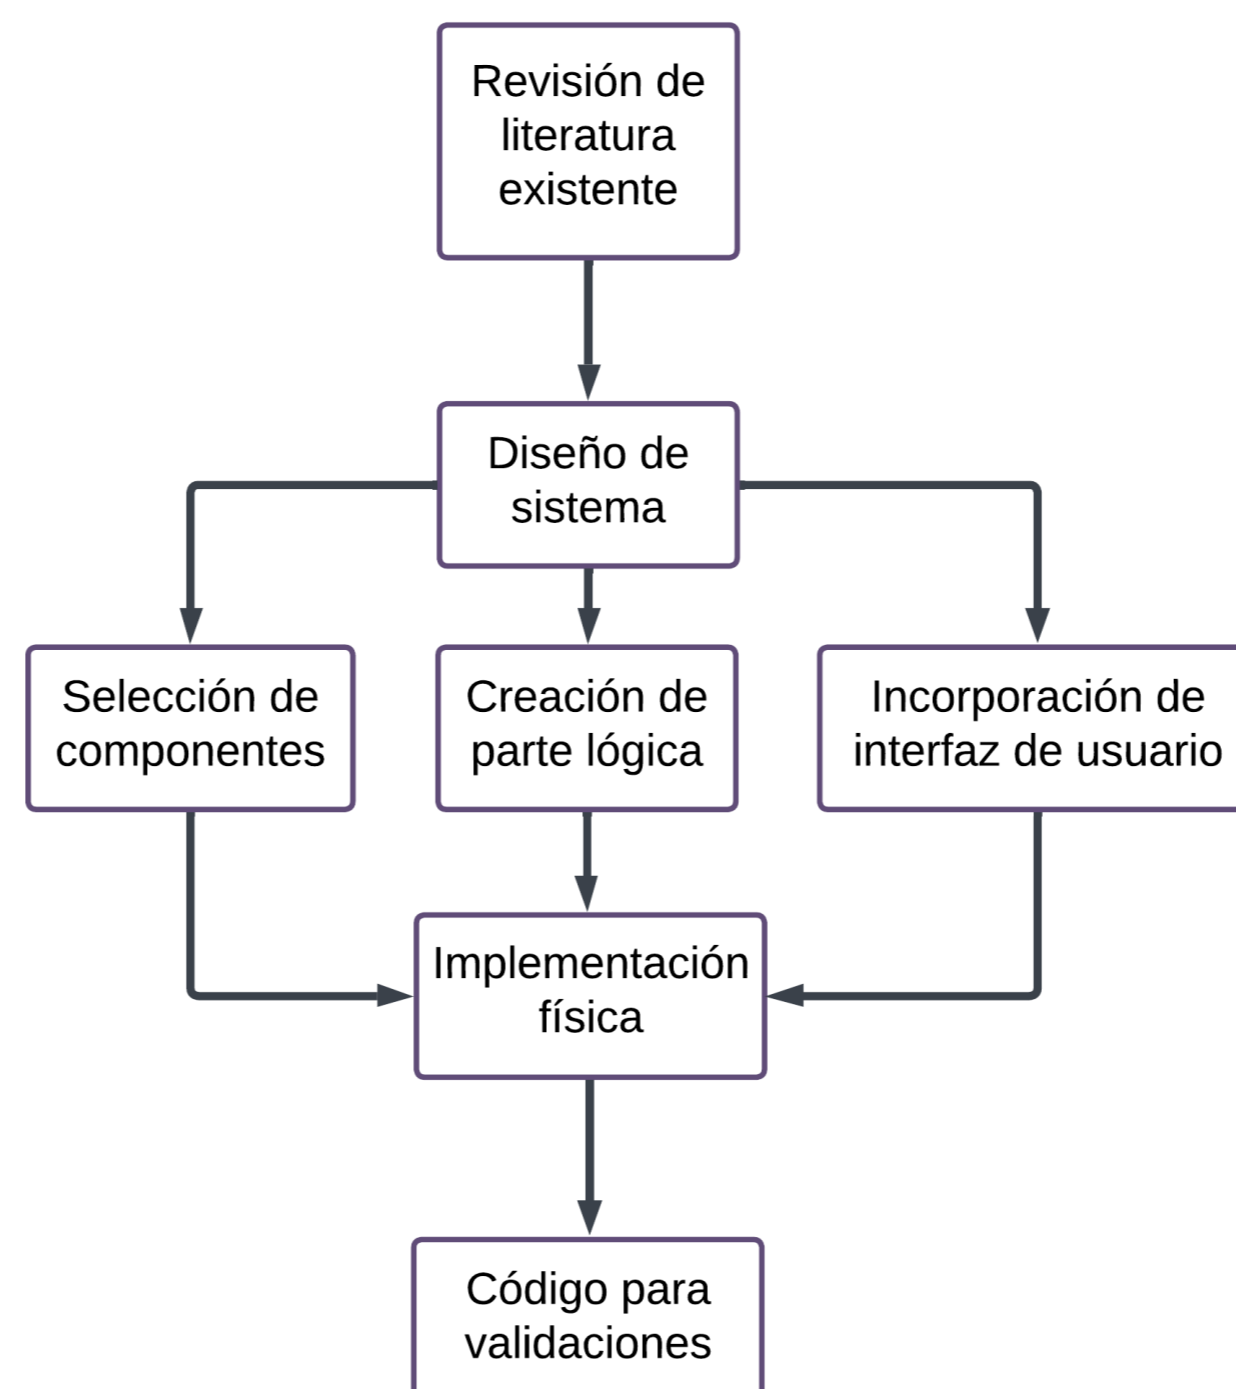 Revisión de
literatura
existente
Diseño de
sistema
Selección de
componentes
Creación de
parte lógica
Incorporación de
interfaz de usuario
Implementación
física
Código para
validaciones